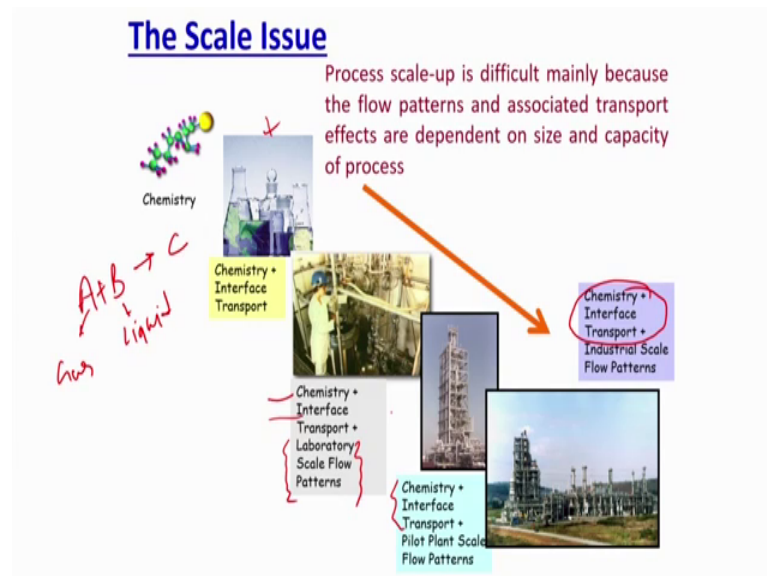 The Scale Issue
Process scale-up is difficult mainly because
the flow patterns and associated transport
effects are dependent on size and capacity
of process
Chemistry
A+B → C
Gas
Liquid
Chemistry +
Interface
Transport
Chemistry +
Interface
Transport +
Laboratory
Scale Flow
Patterns
Chemistry +
Interface
Transport +
Pilot Plant Scale
Flow Patterns
Chemistry +
Interface
Transport +
Industrial Scale
Flow Patterns